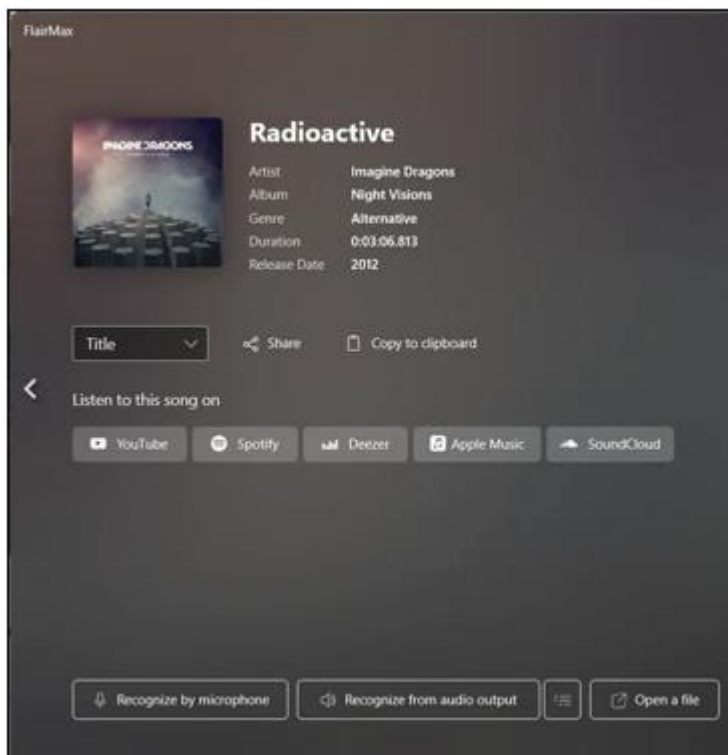 FlairMax
IMAGINE DRAGONS
Radioactive
Artist Imagine Dragons
Album Night Visions
Genre Alternative
Duration 0:03:06.813
Release Date 2012
Title Share Copy to clipboard
Listen to this song on
YouTube Spotify Deezer Apple Music SoundCloud
Recognize by microphone Recognize from audio output Open a file